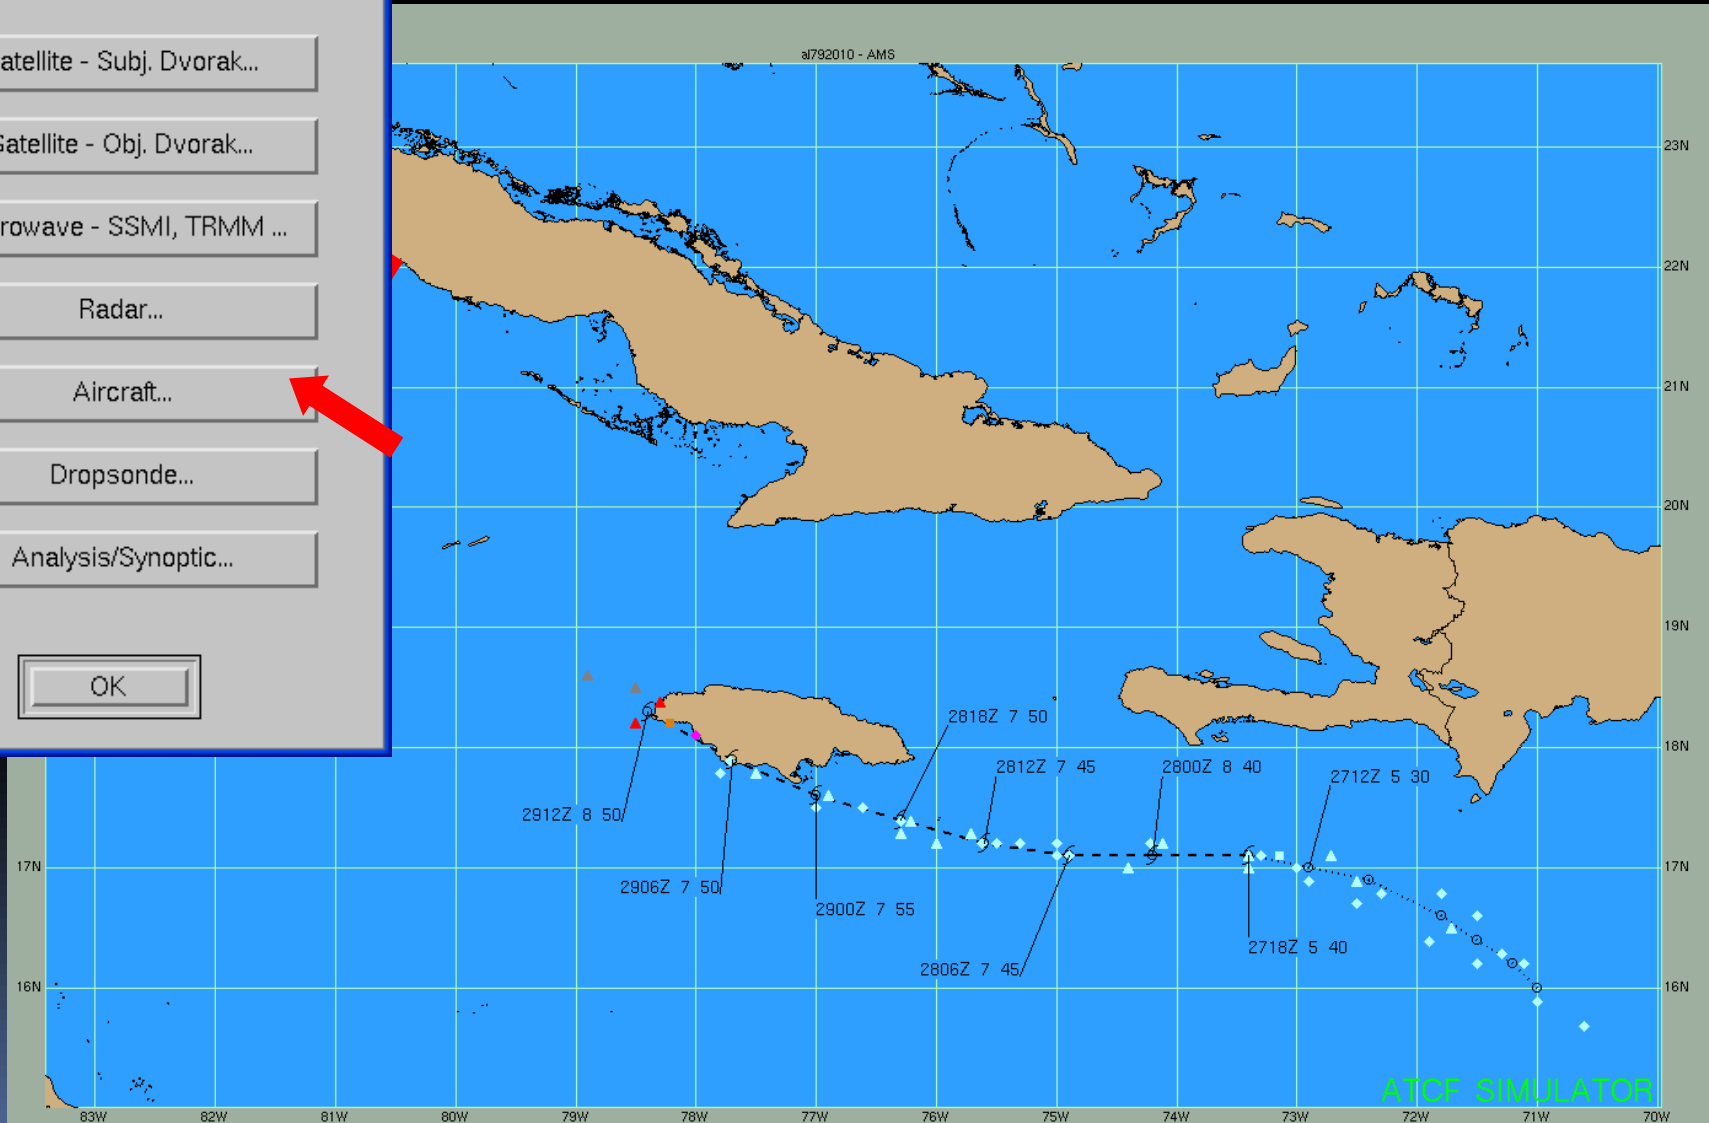 atellite - Subj. Dvorak...
Satellite - Obj. Dvorak...
rowave - SSMI, TRMM ...
Radar...
Aircraft...
Dropsonde...
Analysis/Synoptic...
OK
al792010 - AMS
23N
22N
21N
20N
19N
18N
17N
17N
16N
16N
2818Z 7 50
2812Z 7 45
2800Z 8 40
2712Z 5 30
2912Z 8 50
2906Z 7 50
2900Z 7 55
2806Z 7 45
2718Z 5 40
ATCF SIMULATOR
83W 82W 81W 80W 79W 78W 77W 76W 75W 74W 73W 72W 71W 70W